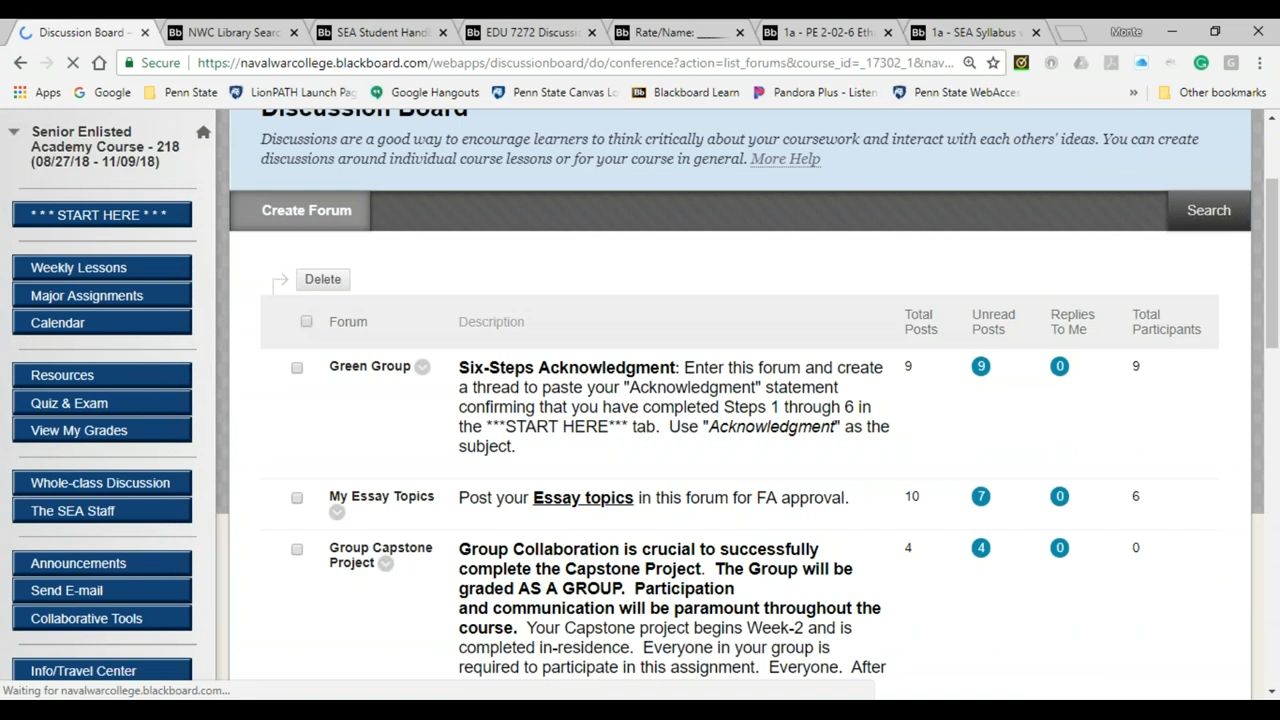 Discussion Board –
NWC Library Searc
SEA Student Handb
EDU 7272 Discussi
Rate/Name: _____
1a - PE 2-02-6 Eth
1a - SEA Syllabus
Monte
Secure
https://navalwarcollege.blackboard.com/webapps/discussionboard/do/conference?action=list_forums&course_id=_17302_1&nav...
Apps
Google
Penn State
LionPATH Launch Pag
Google Hangouts
Penn State Canvas Lo
Blackboard Learn
Pandora Plus - Listen
Penn State WebAcces
»
Other bookmarks
Senior Enlisted
Academy Course - 218
(08/27/18 - 11/09/18)
* * * START HERE * * *
Weekly Lessons
Major Assignments
Calendar
Resources
Quiz & Exam
View My Grades
Whole-class Discussion
The SEA Staff
Announcements
Send E-mail
Collaborative Tools
Info/Travel Center
Discussion Board
Discussions are a good way to encourage learners to think critically about your coursework and interact with each others' ideas. You can create
discussions around individual course lessons or for your course in general. More Help
Create Forum
Search
Delete
Forum
Description
Total
Posts
Unread
Posts
Replies
To Me
Total
Participants
Green Group
Six-Steps Acknowledgment: Enter this forum and create
a thread to paste your "Acknowledgment" statement
confirming that you have completed Steps 1 through 6 in
the ***START HERE*** tab. Use "Acknowledgment" as the
subject.
9
9
0
9
My Essay Topics
Post your Essay topics in this forum for FA approval.
10
7
0
6
Group Capstone
Project
Group Collaboration is crucial to successfully
complete the Capstone Project. The Group will be
graded AS A GROUP. Participation
and communication will be paramount throughout the
course. Your Capstone project begins Week-2 and is
completed in-residence. Everyone in your group is
required to participate in this assignment. Everyone. After
4
4
0
0
Waiting for navalwarcollege.blackboard.com...